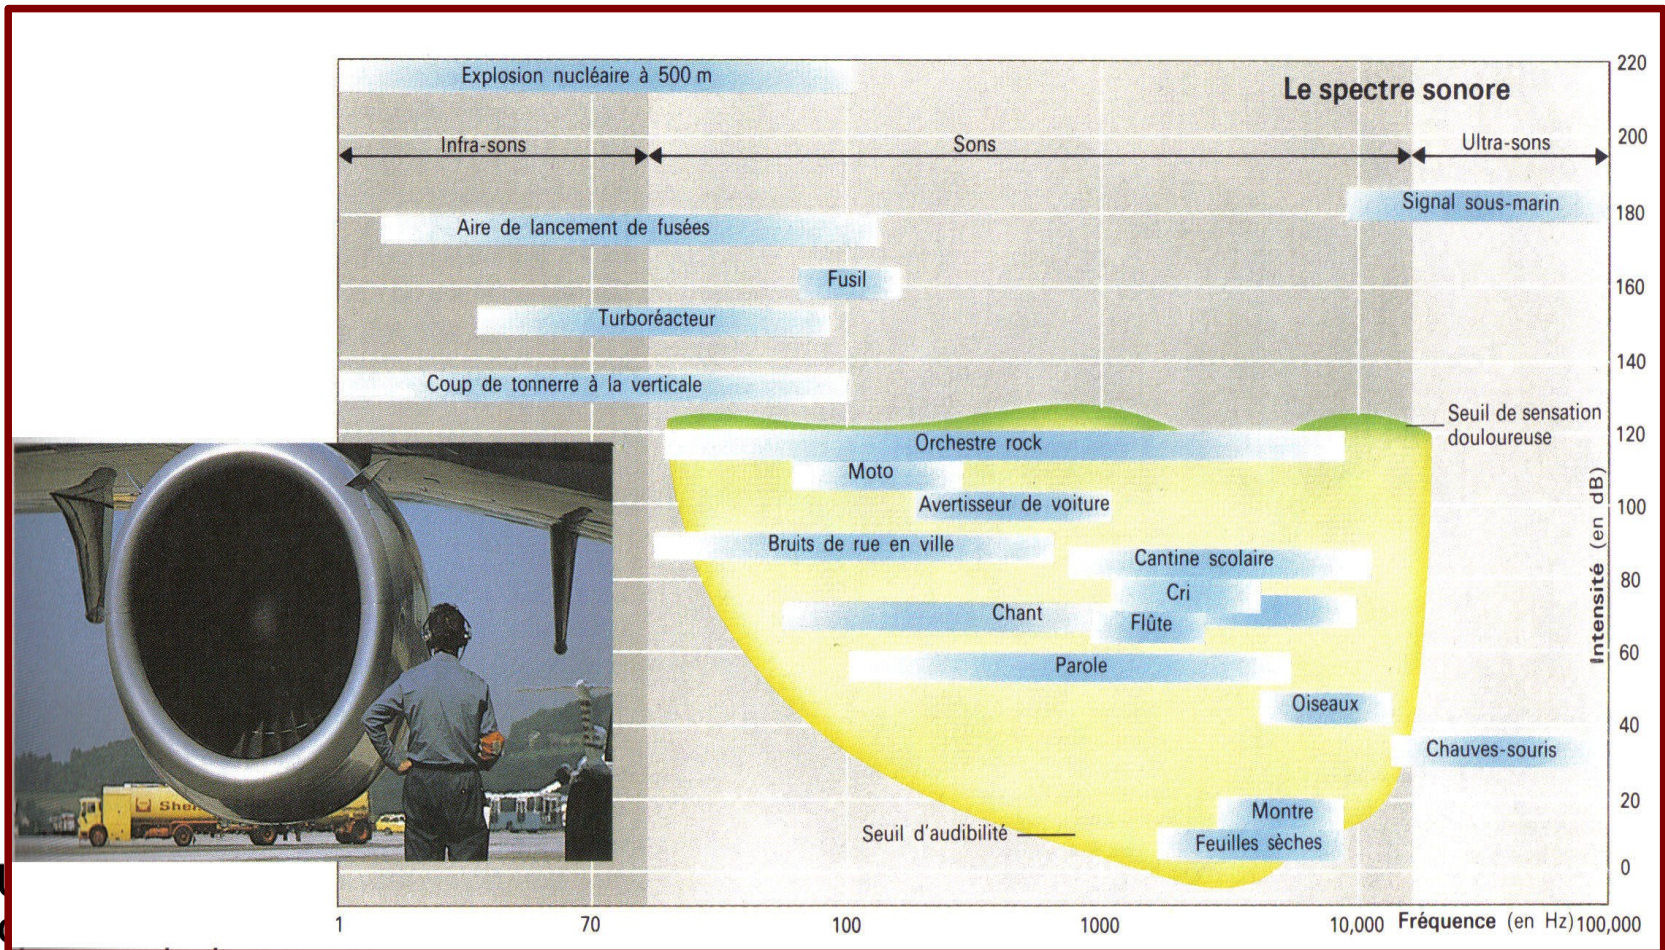 Le spectre sonore
Explosion nucléaire à 500 m
Infra-sons
Sons
Ultra-sons
Signal sous-marin
Aire de lancement de fusées
Fusil
Turboréacteur
Coup de tonnerre à la verticale
Seuil de sensation
douloureuse
Orchestre rock
Moto
Avertisseur de voiture
Bruits de rue en ville
Cantine scolaire
Cri
Chant
Flûte
Parole
Oiseaux
Chauves-souris
Montre
Seuil d'audibilité
Feuilles sèches
220
200
180
160
140
120
100
80
60
40
20
0
Intensité (en dB)
1
70
100
1000
10,000
Fréquence (en Hz)
100,000
Shell